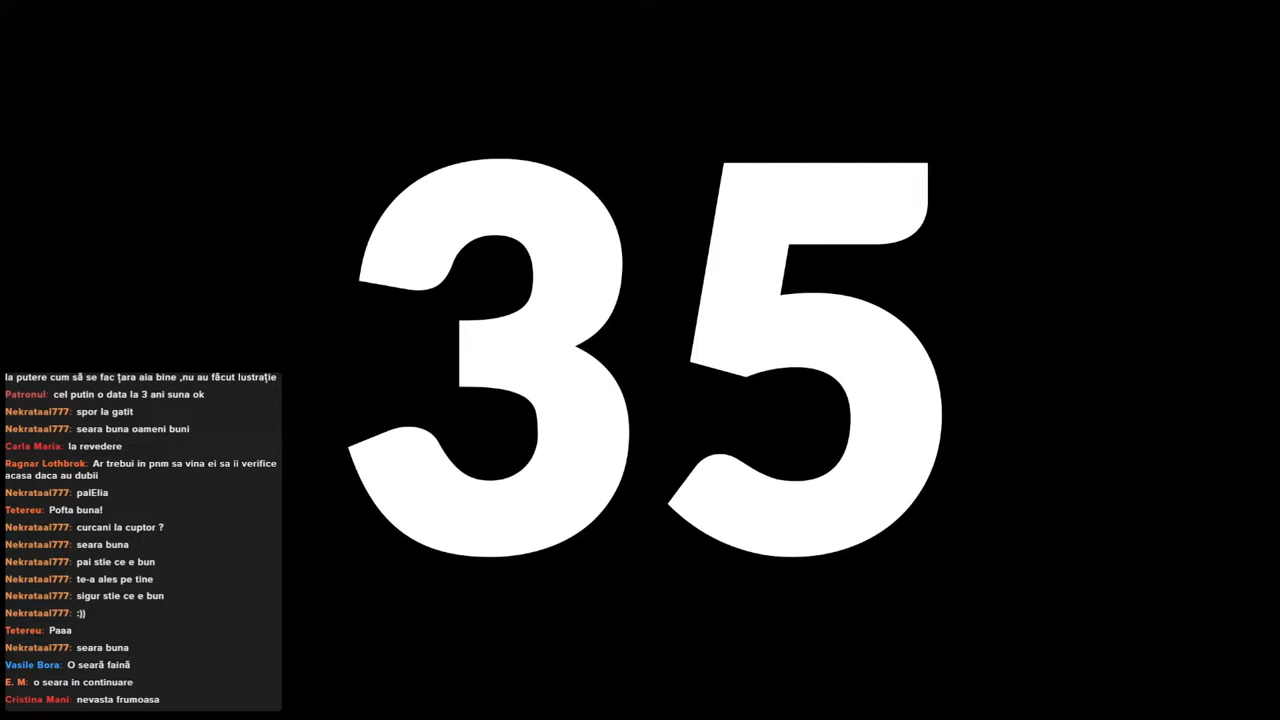 35
la putere cum să se fac țara aia bine ,nu au făcut lustrație
Patronul: cel putin o data la 3 ani suna ok
Nekrataal777: spor la gatit
Nekrataal777: seara buna oameni buni
Carla Maria: la revedere
Ragnar Lothbrok: Ar trebui in pnm sa vina ei sa ii verifice
acasa daca au dubii
Nekrataal777: palElia
Tetereu: Pofta buna!
Nekrataal777: curcani la cuptor ?
Nekrataal777: seara buna
Nekrataal777: pai stie ce e bun
Nekrataal777: te-a ales pe tine
Nekrataal777: sigur stie ce e bun
Nekrataal777: :))
Tetereu: Paaa
Nekrataal777: seara buna
Vasile Bora: O seară faină
E. M: o seara in continuare
Cristina Mani: nevasta frumoasa